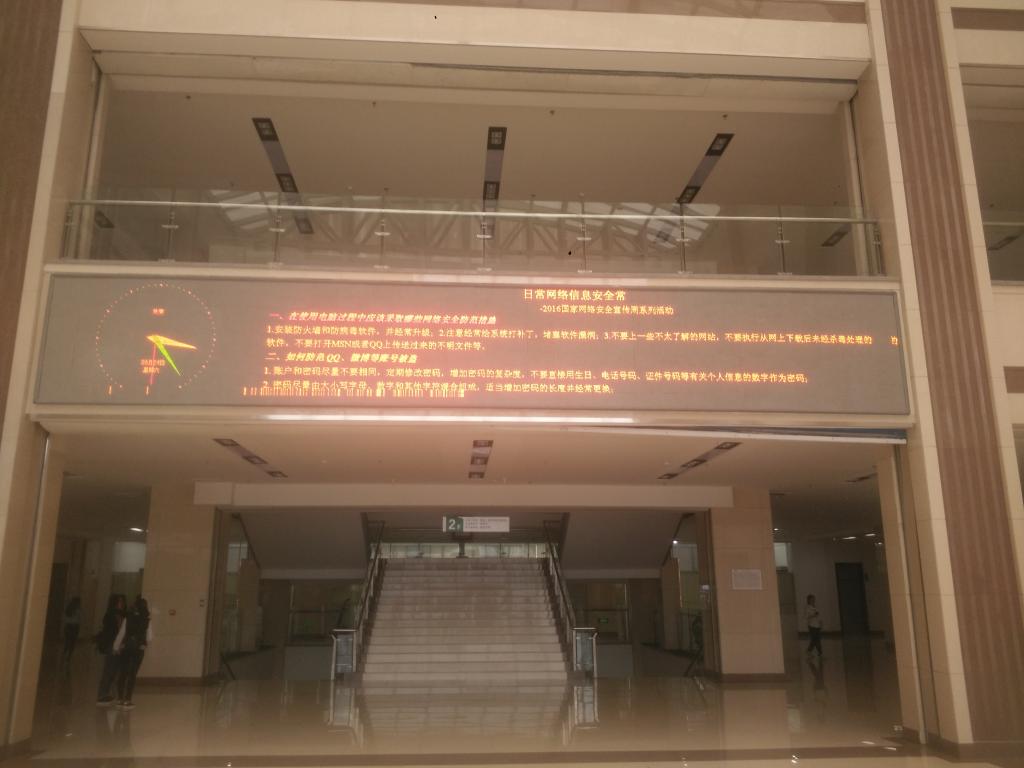 日常网络信息安全常
-2016国家网络安全宣传周系列活动
一、在使用电脑过程中应该采取哪些网络安全防范措施
1.安装防火墙和防病毒软件，并经常升级；2.注意经常给系统打补丁，堵塞软件漏洞；3.不要上一些不太了解的网站，不要执行从网上下载后未经杀毒处理的
软件，不要打开MSN或者QQ上传送过来的不明文件等。
二、如何防范QQ、微博等账号被盗
1.账户和密码尽量不要相同，定期修改密码，增加密码的复杂度，不要直接用生日、电话号码、证件号码等有关个人信息的数字作为密码；
2.密码尽量由大小写字母、数字和其他字符混合组成，适当增加密码的长度并经常更换；
星期六
2